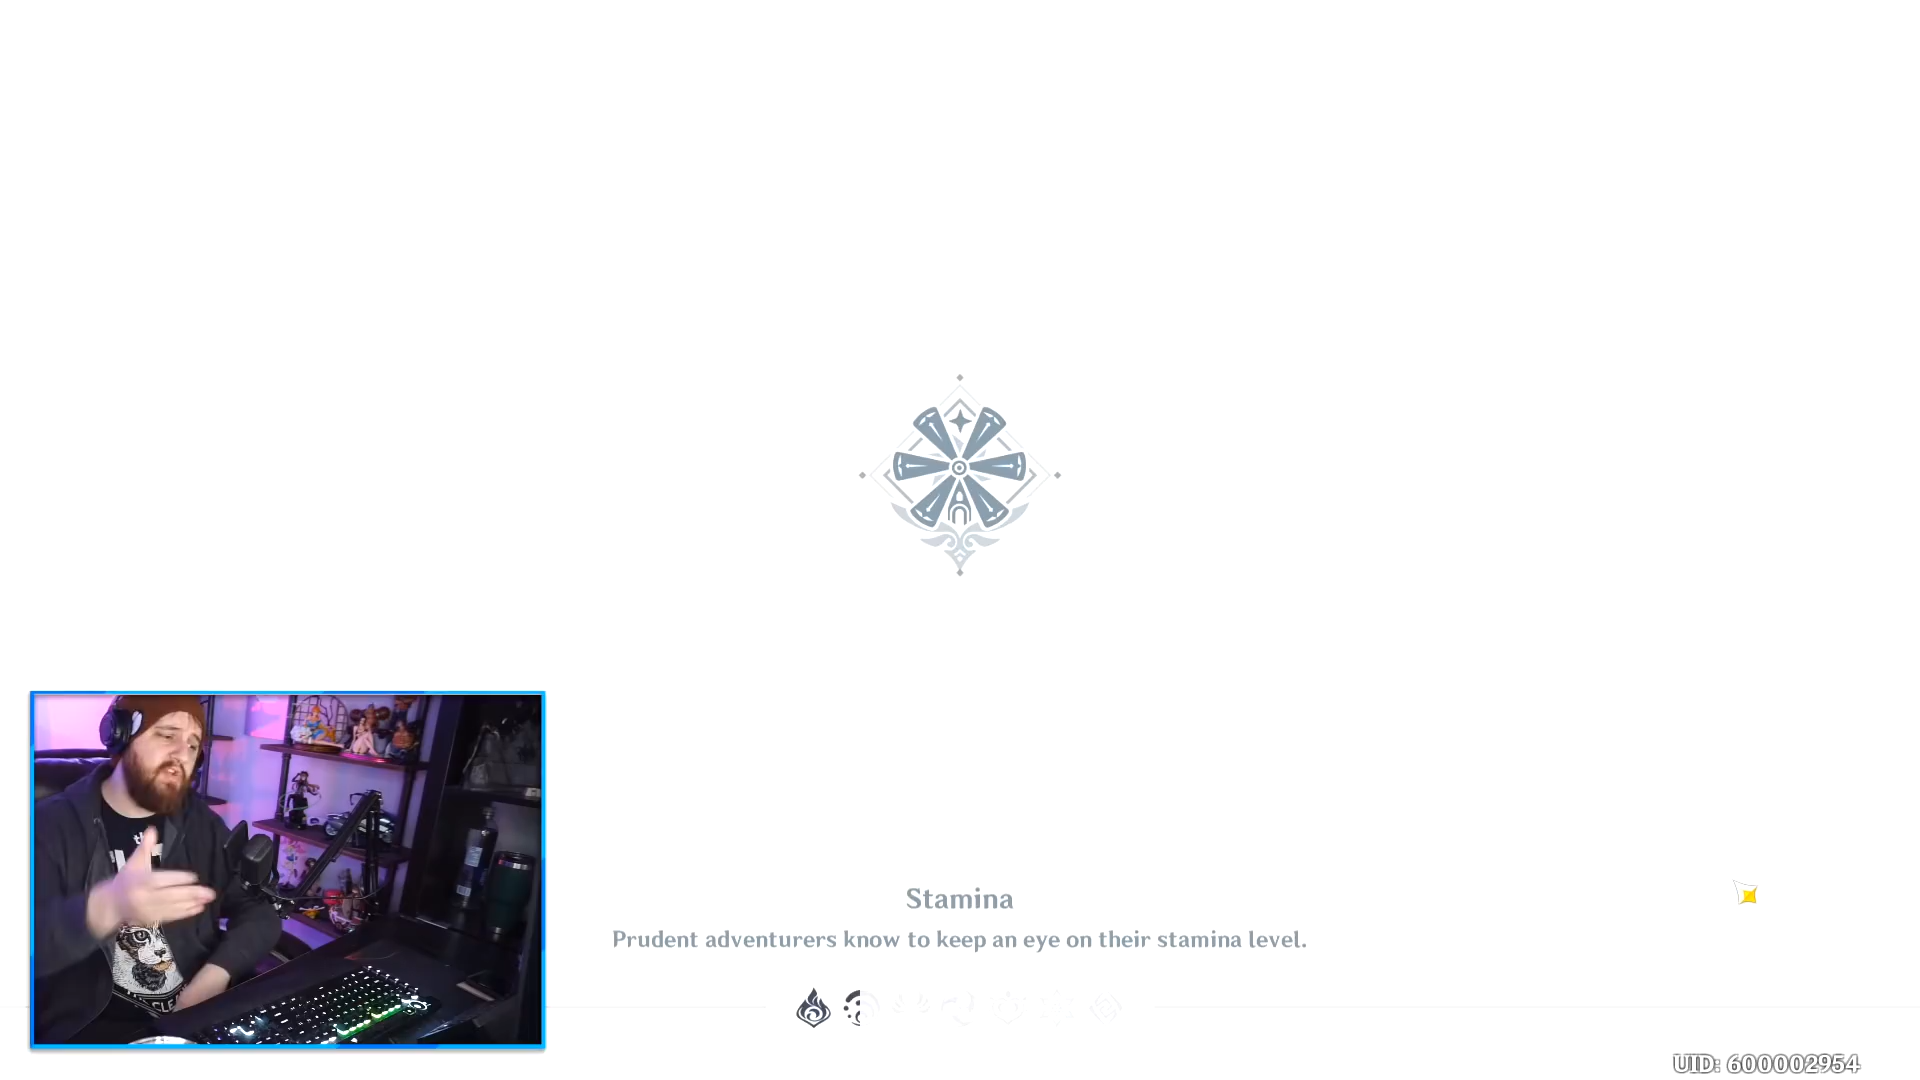 Stamina
Prudent adventurers know to keep an eye on their stamina level.
UID: 600002954